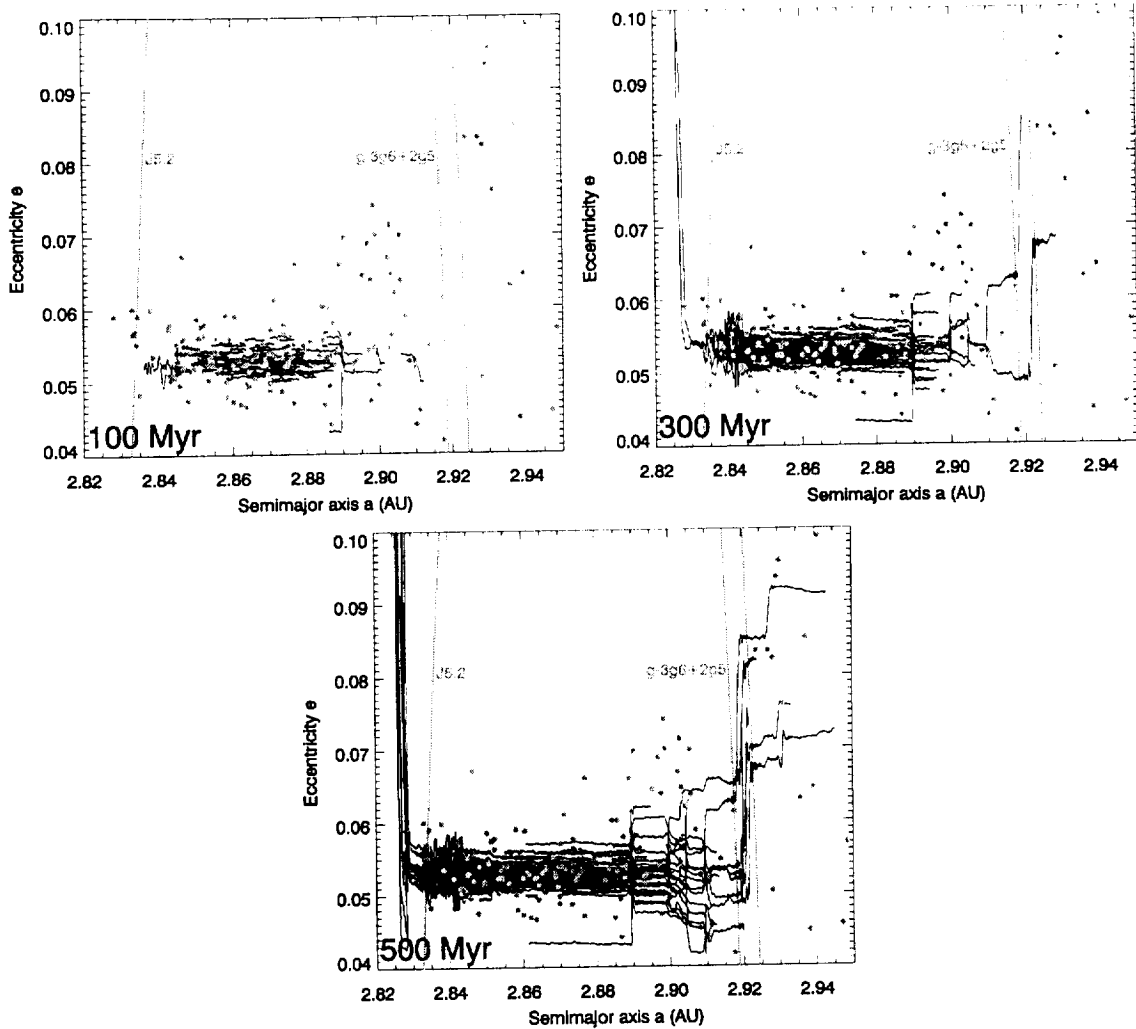 0.10
0.09
0.08
0.07
0.06
0.05
0.04
Eccentricity e
J5:2
g-3g6+2g5
100 Myr
2.82 2.84 2.86 2.88 2.90 2.92 2.94
Semimajor axis a (AU)
0.10
0.09
0.08
0.07
0.06
0.05
0.04
Eccentricity e
J5:2
g-3g6+2g5
300 Myr
2.82 2.84 2.86 2.88 2.90 2.92 2.94
Semimajor axis a (AU)
0.10
0.09
0.08
0.07
0.06
0.05
0.04
Eccentricity e
J5:2
g-3g6+2g5
500 Myr
2.82 2.84 2.86 2.88 2.90 2.92 2.94
Semimajor axis a (AU)